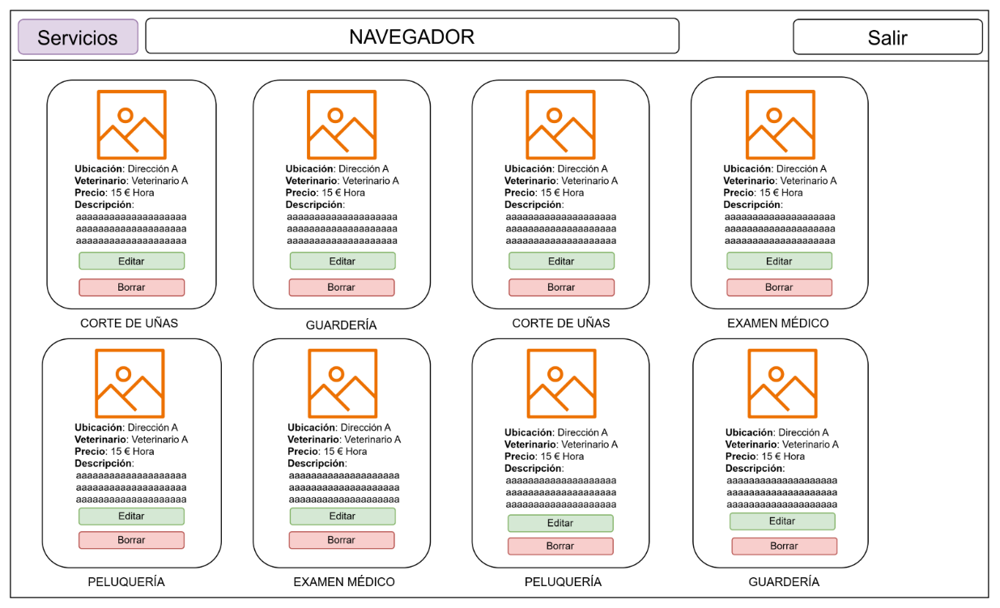 Servicios
NAVEGADOR
Salir
Ubicación: Dirección A
Veterinario: Veterinario A
Precio: 15 € Hora
Descripción:
aaaaaaaaaaaaaaaaaaaa
aaaaaaaaaaaaaaaaaaaa
aaaaaaaaaaaaaaaaaaaa
Editar
Borrar
CORTE DE UÑAS
Ubicación: Dirección A
Veterinario: Veterinario A
Precio: 15 € Hora
Descripción:
aaaaaaaaaaaaaaaaaaaa
aaaaaaaaaaaaaaaaaaaa
aaaaaaaaaaaaaaaaaaaa
Editar
Borrar
GUARDERÍA
Ubicación: Dirección A
Veterinario: Veterinario A
Precio: 15 € Hora
Descripción:
aaaaaaaaaaaaaaaaaaaa
aaaaaaaaaaaaaaaaaaaa
aaaaaaaaaaaaaaaaaaaa
Editar
Borrar
CORTE DE UÑAS
Ubicación: Dirección A
Veterinario: Veterinario A
Precio: 15 € Hora
Descripción:
aaaaaaaaaaaaaaaaaaaa
aaaaaaaaaaaaaaaaaaaa
aaaaaaaaaaaaaaaaaaaa
Editar
Borrar
EXAMEN MÉDICO
Ubicación: Dirección A
Veterinario: Veterinario A
Precio: 15 € Hora
Descripción:
aaaaaaaaaaaaaaaaaaaa
aaaaaaaaaaaaaaaaaaaa
aaaaaaaaaaaaaaaaaaaa
Editar
Borrar
PELUQUERÍA
Ubicación: Dirección A
Veterinario: Veterinario A
Precio: 15 € Hora
Descripción:
aaaaaaaaaaaaaaaaaaaa
aaaaaaaaaaaaaaaaaaaa
aaaaaaaaaaaaaaaaaaaa
Editar
Borrar
EXAMEN MÉDICO
Ubicación: Dirección A
Veterinario: Veterinario A
Precio: 15 € Hora
Descripción:
aaaaaaaaaaaaaaaaaaaa
aaaaaaaaaaaaaaaaaaaa
aaaaaaaaaaaaaaaaaaaa
Editar
Borrar
PELUQUERÍA
Ubicación: Dirección A
Veterinario: Veterinario A
Precio: 15 € Hora
Descripción:
aaaaaaaaaaaaaaaaaaaa
aaaaaaaaaaaaaaaaaaaa
aaaaaaaaaaaaaaaaaaaa
Editar
Borrar
GUARDERÍA